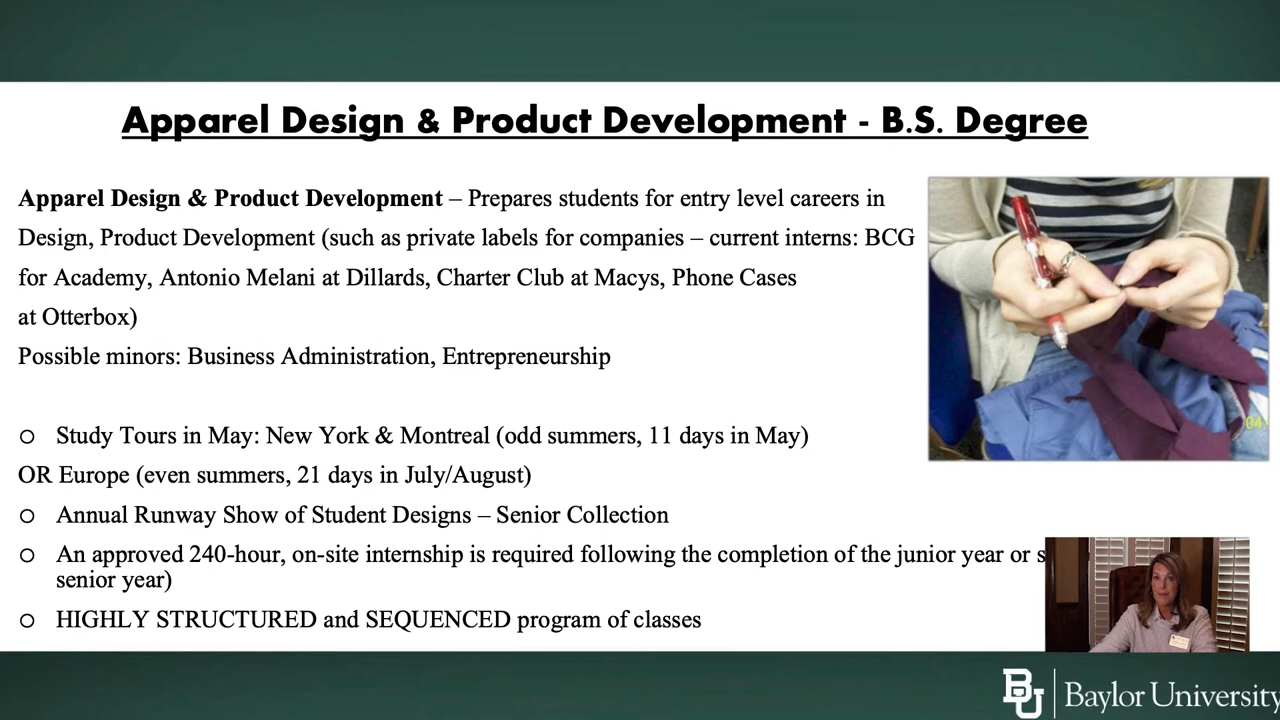 Apparel Design & Product Development - B.S. Degree
Apparel Design & Product Development – Prepares students for entry level careers in
Design, Product Development (such as private labels for companies – current interns: BCG
for Academy, Antonio Melani at Dillards, Charter Club at Macys, Phone Cases
at Otterbox)
Possible minors: Business Administration, Entrepreneurship
Study Tours in May: New York & Montreal (odd summers, 11 days in May)
OR Europe (even summers, 21 days in July/August)
Annual Runway Show of Student Designs – Senior Collection
An approved 240-hour, on-site internship is required following the completion of the junior year or
senior year)
HIGHLY STRUCTURED and SEQUENCED program of classes
04
BU
Baylor University